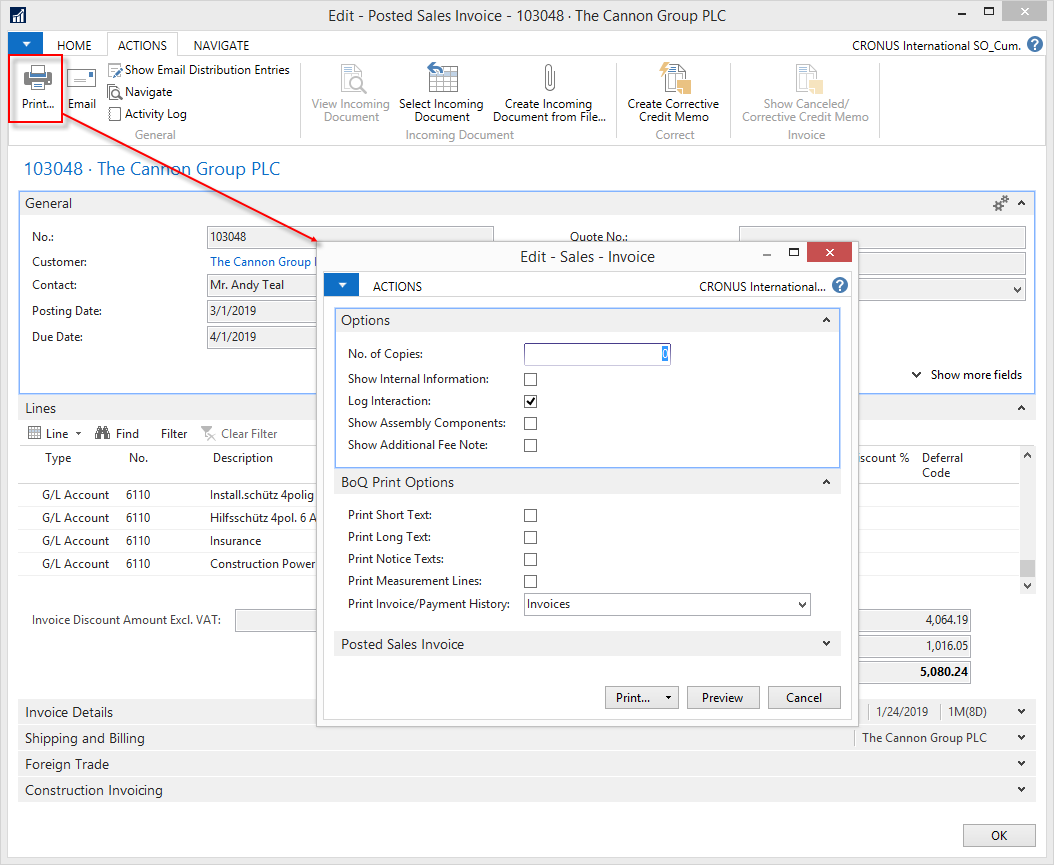 Edit - Posted Sales Invoice - 103048 · The Cannon Group PLC
HOME ACTIONS NAVIGATE CRONUS International SO_Cum. ?
Print... Email
Show Email Distribution Entries
Navigate
Activity Log
General
View Incoming Document
Select Incoming Document
Create Incoming Document from File...
Incoming Document
Create Corrective Credit Memo
Correct
Show Canceled/ Corrective Credit Memo
Invoice
103048 · The Cannon Group PLC
General
No.: 103048 Quote No.:
Customer: The Cannon Group
Contact: Mr. Andy Teal
Posting Date: 3/1/2019
Due Date: 4/1/2019
Show more fields
Lines
Line Find Filter Clear Filter
Type No. Description scount % Deferral Code
G/L Account 6110 Install.schütz 4polig
G/L Account 6110 Hilfsschütz 4pol. 6 A
G/L Account 6110 Insurance
G/L Account 6110 Construction Power
Invoice Discount Amount Excl. VAT: 4,064.19
1,016.05
5,080.24
Invoice Details 1/24/2019 1M(8D)
Shipping and Billing The Cannon Group PLC
Foreign Trade
Construction Invoicing
OK
Edit - Sales - Invoice
ACTIONS CRONUS International... ?
Options
No. of Copies: 0
Show Internal Information:
Log Interaction:
Show Assembly Components:
Show Additional Fee Note:
BoQ Print Options
Print Short Text:
Print Long Text:
Print Notice Texts:
Print Measurement Lines:
Print Invoice/Payment History: Invoices
Posted Sales Invoice
Print... Preview Cancel